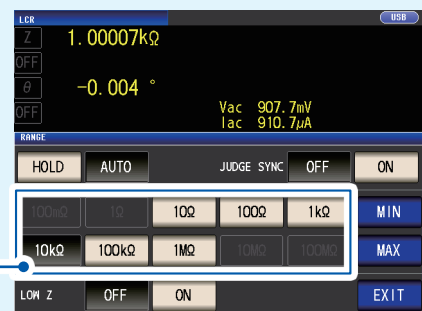 LCR USB
Z 1.00007kΩ
OFF
θ -0.004 °
OFF
Vac 907.7mV
Iac 910.7μA
RANGE
HOLD AUTO JUDGE SYNC OFF ON
100mΩ 1Ω 10Ω 100Ω 1kΩ MIN
10kΩ 100kΩ 1MΩ 10MΩ 100MΩ MAX
LOW Z OFF ON EXIT